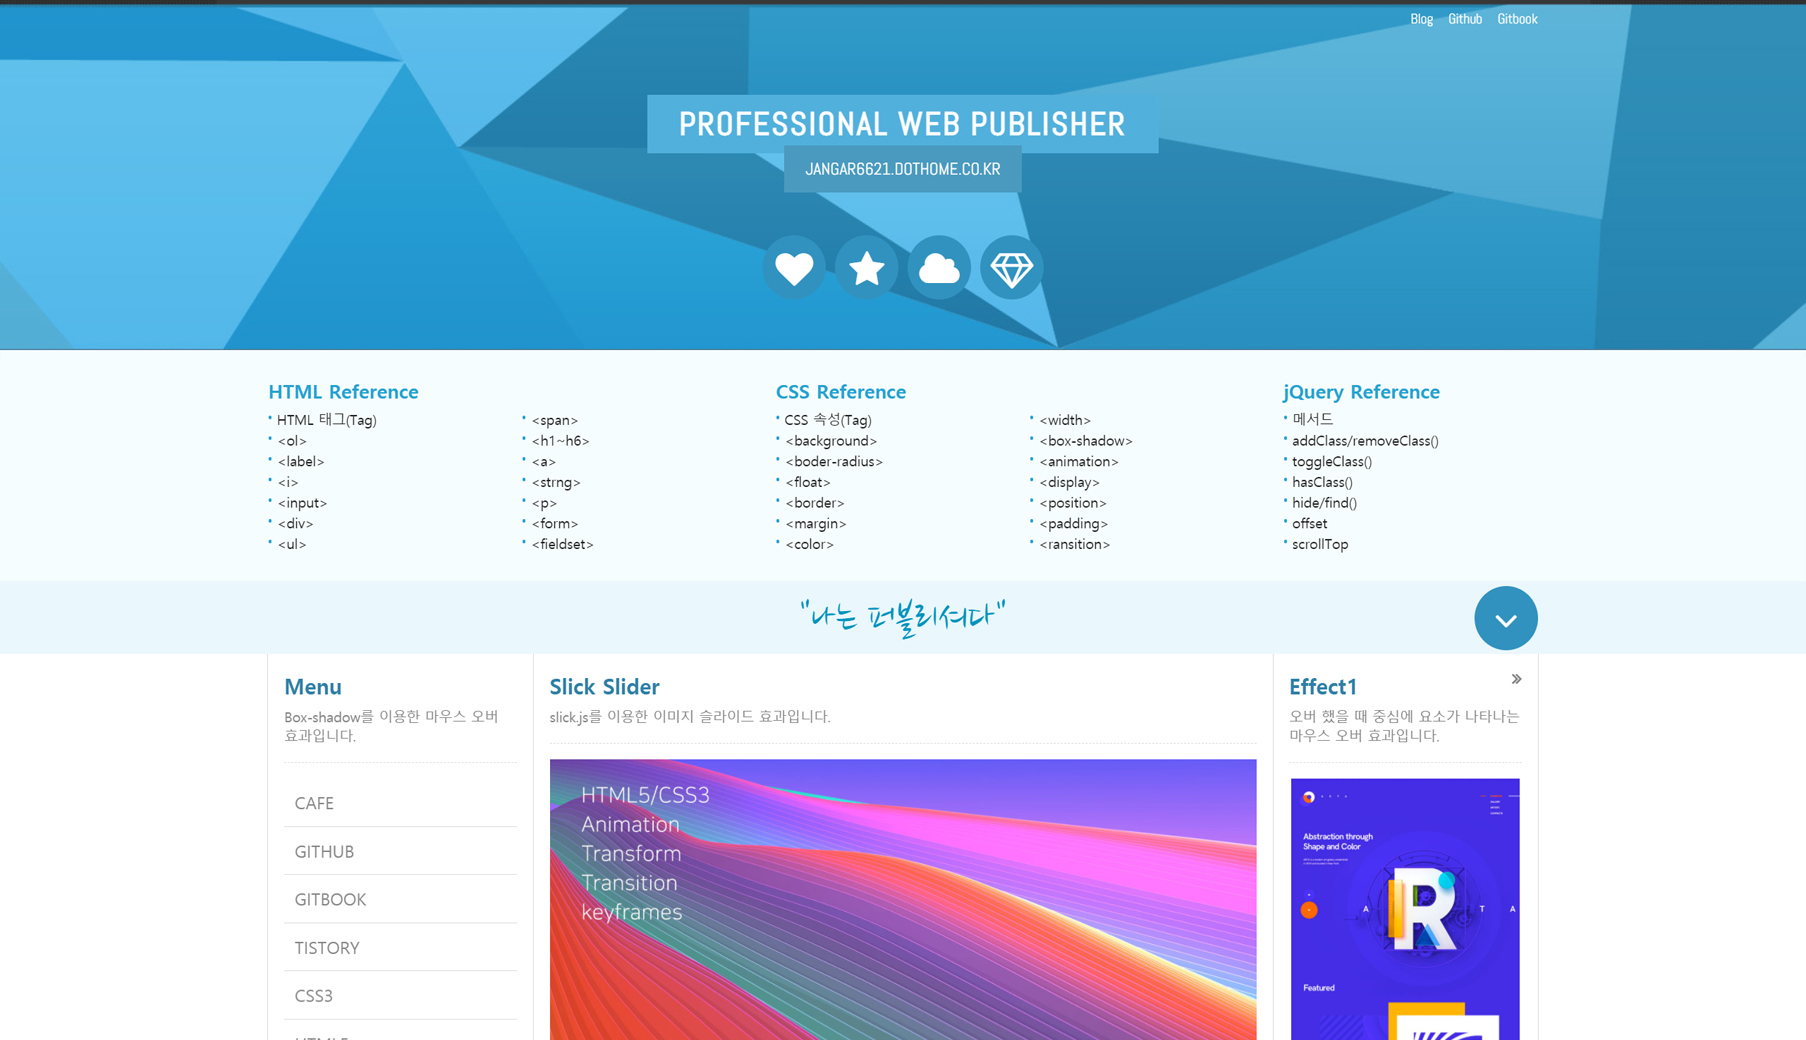 Blog Github Gitbook
PROFESSIONAL WEB PUBLISHER
JANGAR6621.DOTHOME.CO.KR
HTML Reference
HTML 태그(Tag)
<ol>
<label>
<i>
<input>
<div>
<ul>
<span>
<h1~h6>
<a>
<strng>
<p>
<form>
<fieldset>
CSS Reference
CSS 속성(Tag)
<background>
<boder-radius>
<float>
<border>
<margin>
<color>
<width>
<box-shadow>
<animation>
<display>
<position>
<padding>
<ransition>
jQuery Reference
메서드
addClass/removeClass()
toggleClass()
hasClass()
hide/find()
offset
scrollTop
"나는 퍼블리셔다"
Menu
Box-shadow를 이용한 마우스 오버
효과입니다.
CAFE
GITHUB
GITBOOK
TISTORY
CSS3
Slick Slider
slick.js를 이용한 이미지 슬라이드 효과입니다.
HTML5/CSS3
Animation
Transform
Transition
keyframes
Effect1
오버 했을 때 중심에 요소가 나타나는
마우스 오버 효과입니다.
Abstraction through
Shape and Color
R
A T A
Featured